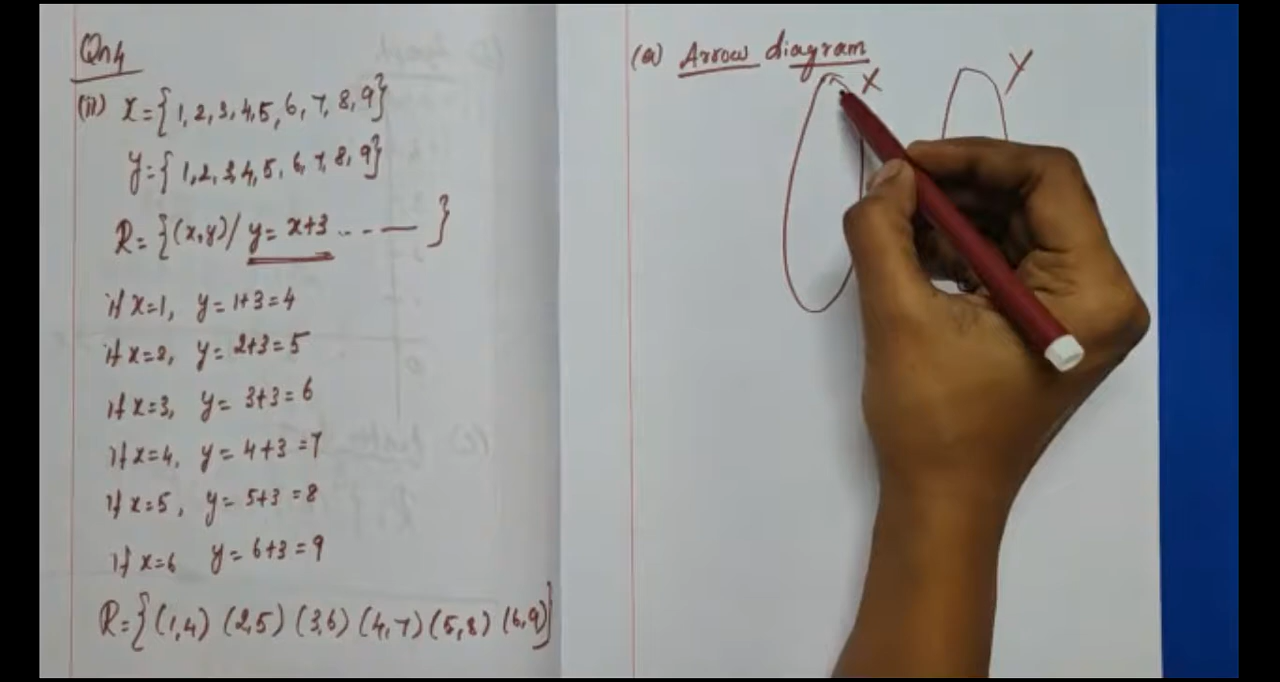 Qn4
(ii) X={1,2,3,4,5,6,7,8,9}
y={1,2,3,4,5,6,7,8,9}
R={(x,y)/ y=x+3 ..-— }
if x=1, y=1+3=4
if x=2, y=2+3=5
if x=3, y=3+3=6
if x=4, y=4+3=7
if x=5, y=5+3=8
if x=6 y=6+3=9
R={(1,4) (2,5) (3,6) (4,7) (5,8) (6,9)}
(a) Arrow diagram
X
Y